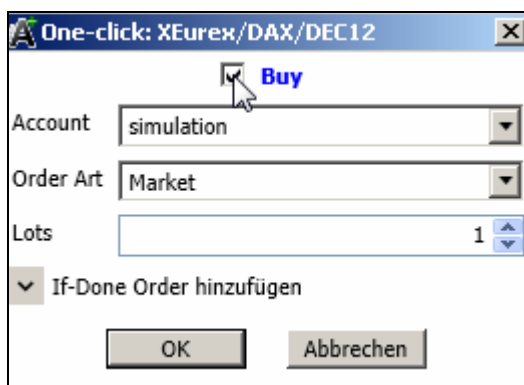 One-click: XEurex/DAX/DEC12
Buy
Account simulation
Order Art Market
Lots 1
If-Done Order hinzufügen
OK Abbrechen